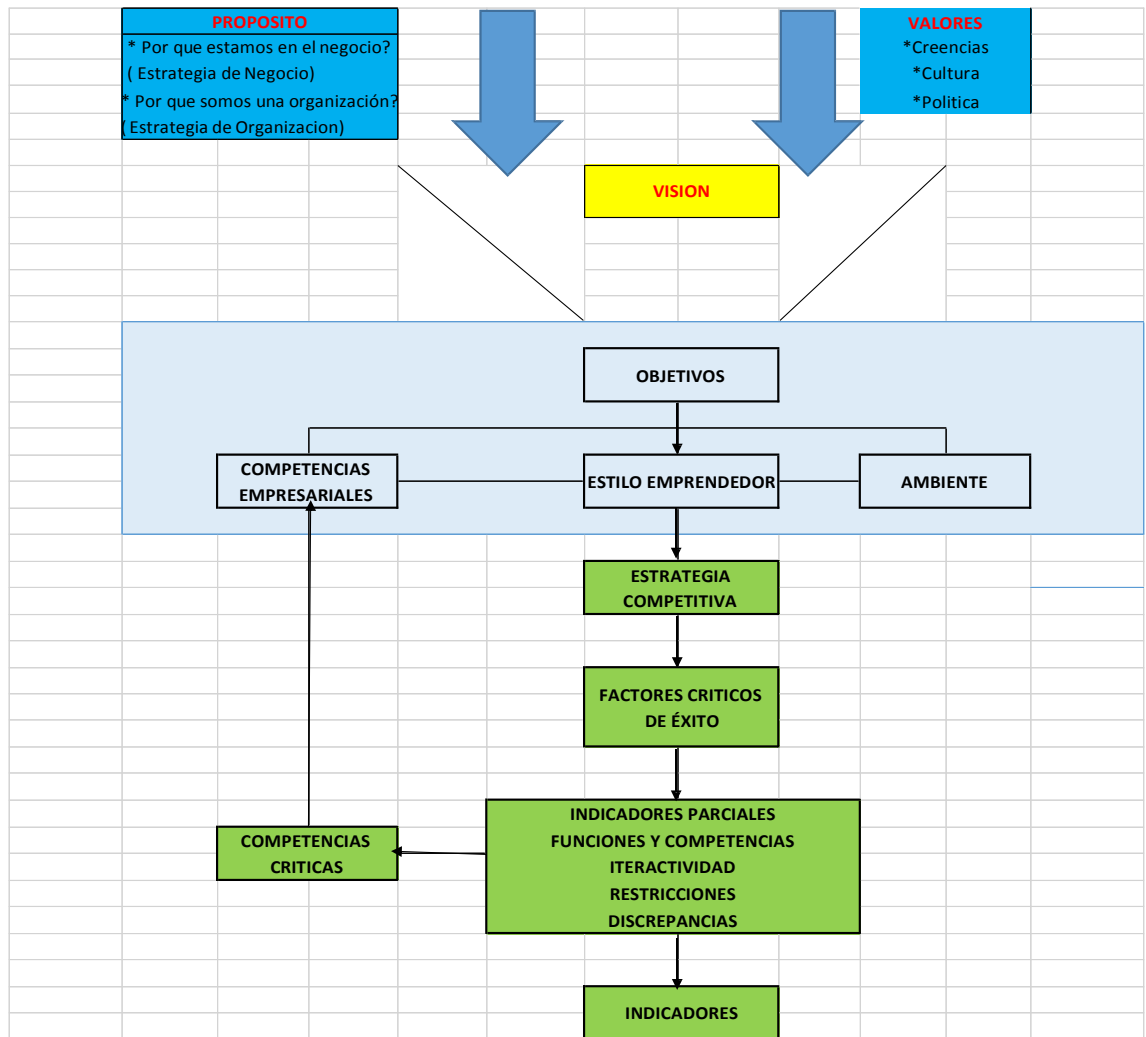 PROPOSITO
* Por que estamos en el negocio?
( Estrategia de Negocio)
* Por que somos una organización?
( Estrategia de Organizacion)
VALORES
*Creencias
*Cultura
*Politica
VISION
OBJETIVOS
COMPETENCIAS
EMPRESARIALES
ESTILO EMPRENDEDOR
AMBIENTE
ESTRATEGIA
COMPETITIVA
FACTORES CRITICOS
DE ÉXITO
INDICADORES PARCIALES
FUNCIONES Y COMPETENCIAS
ITERACTIVIDAD
RESTRICCIONES
DISCREPANCIAS
COMPETENCIAS
CRITICAS
INDICADORES